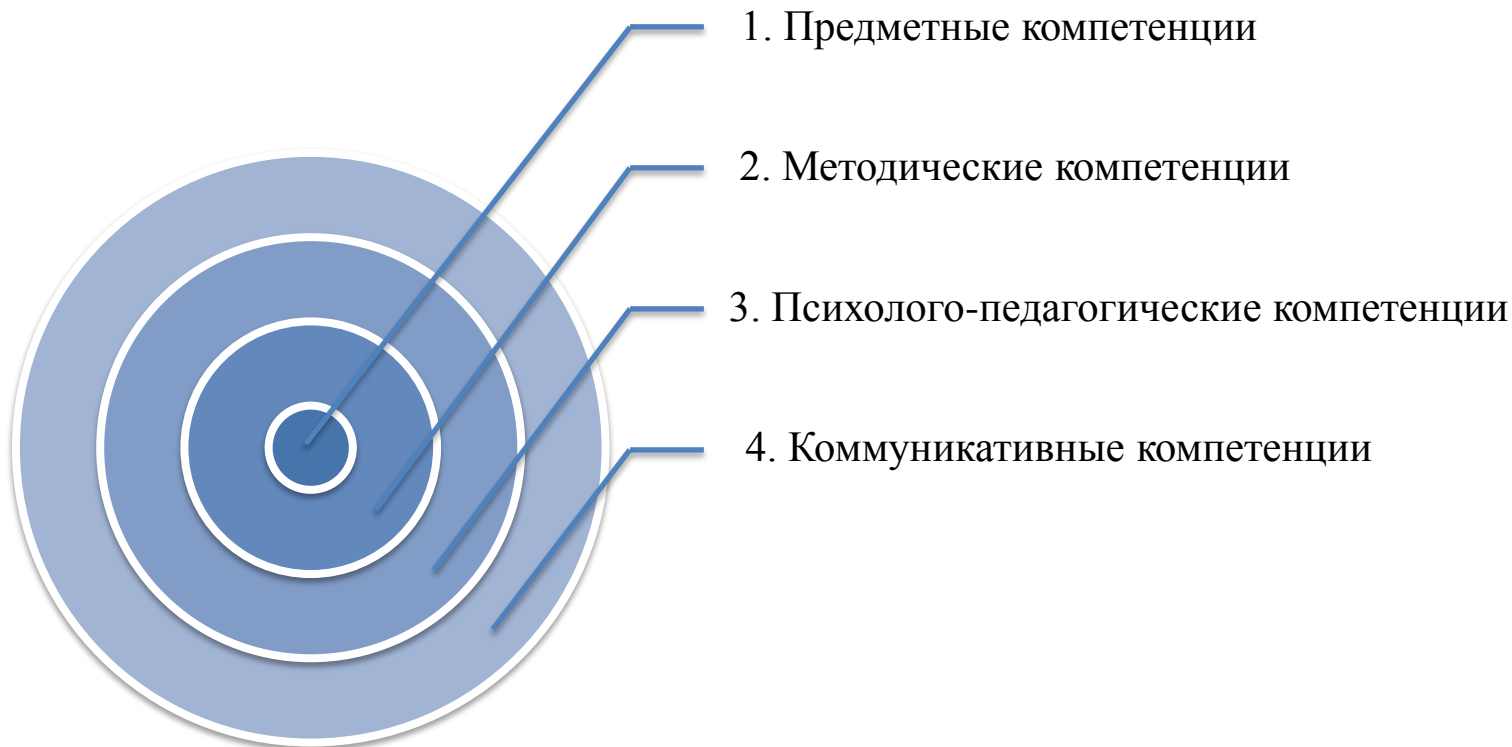 1. Предметные компетенции
2. Методические компетенции
3. Психолого-педагогические компетенции
4. Коммуникативные компетенции